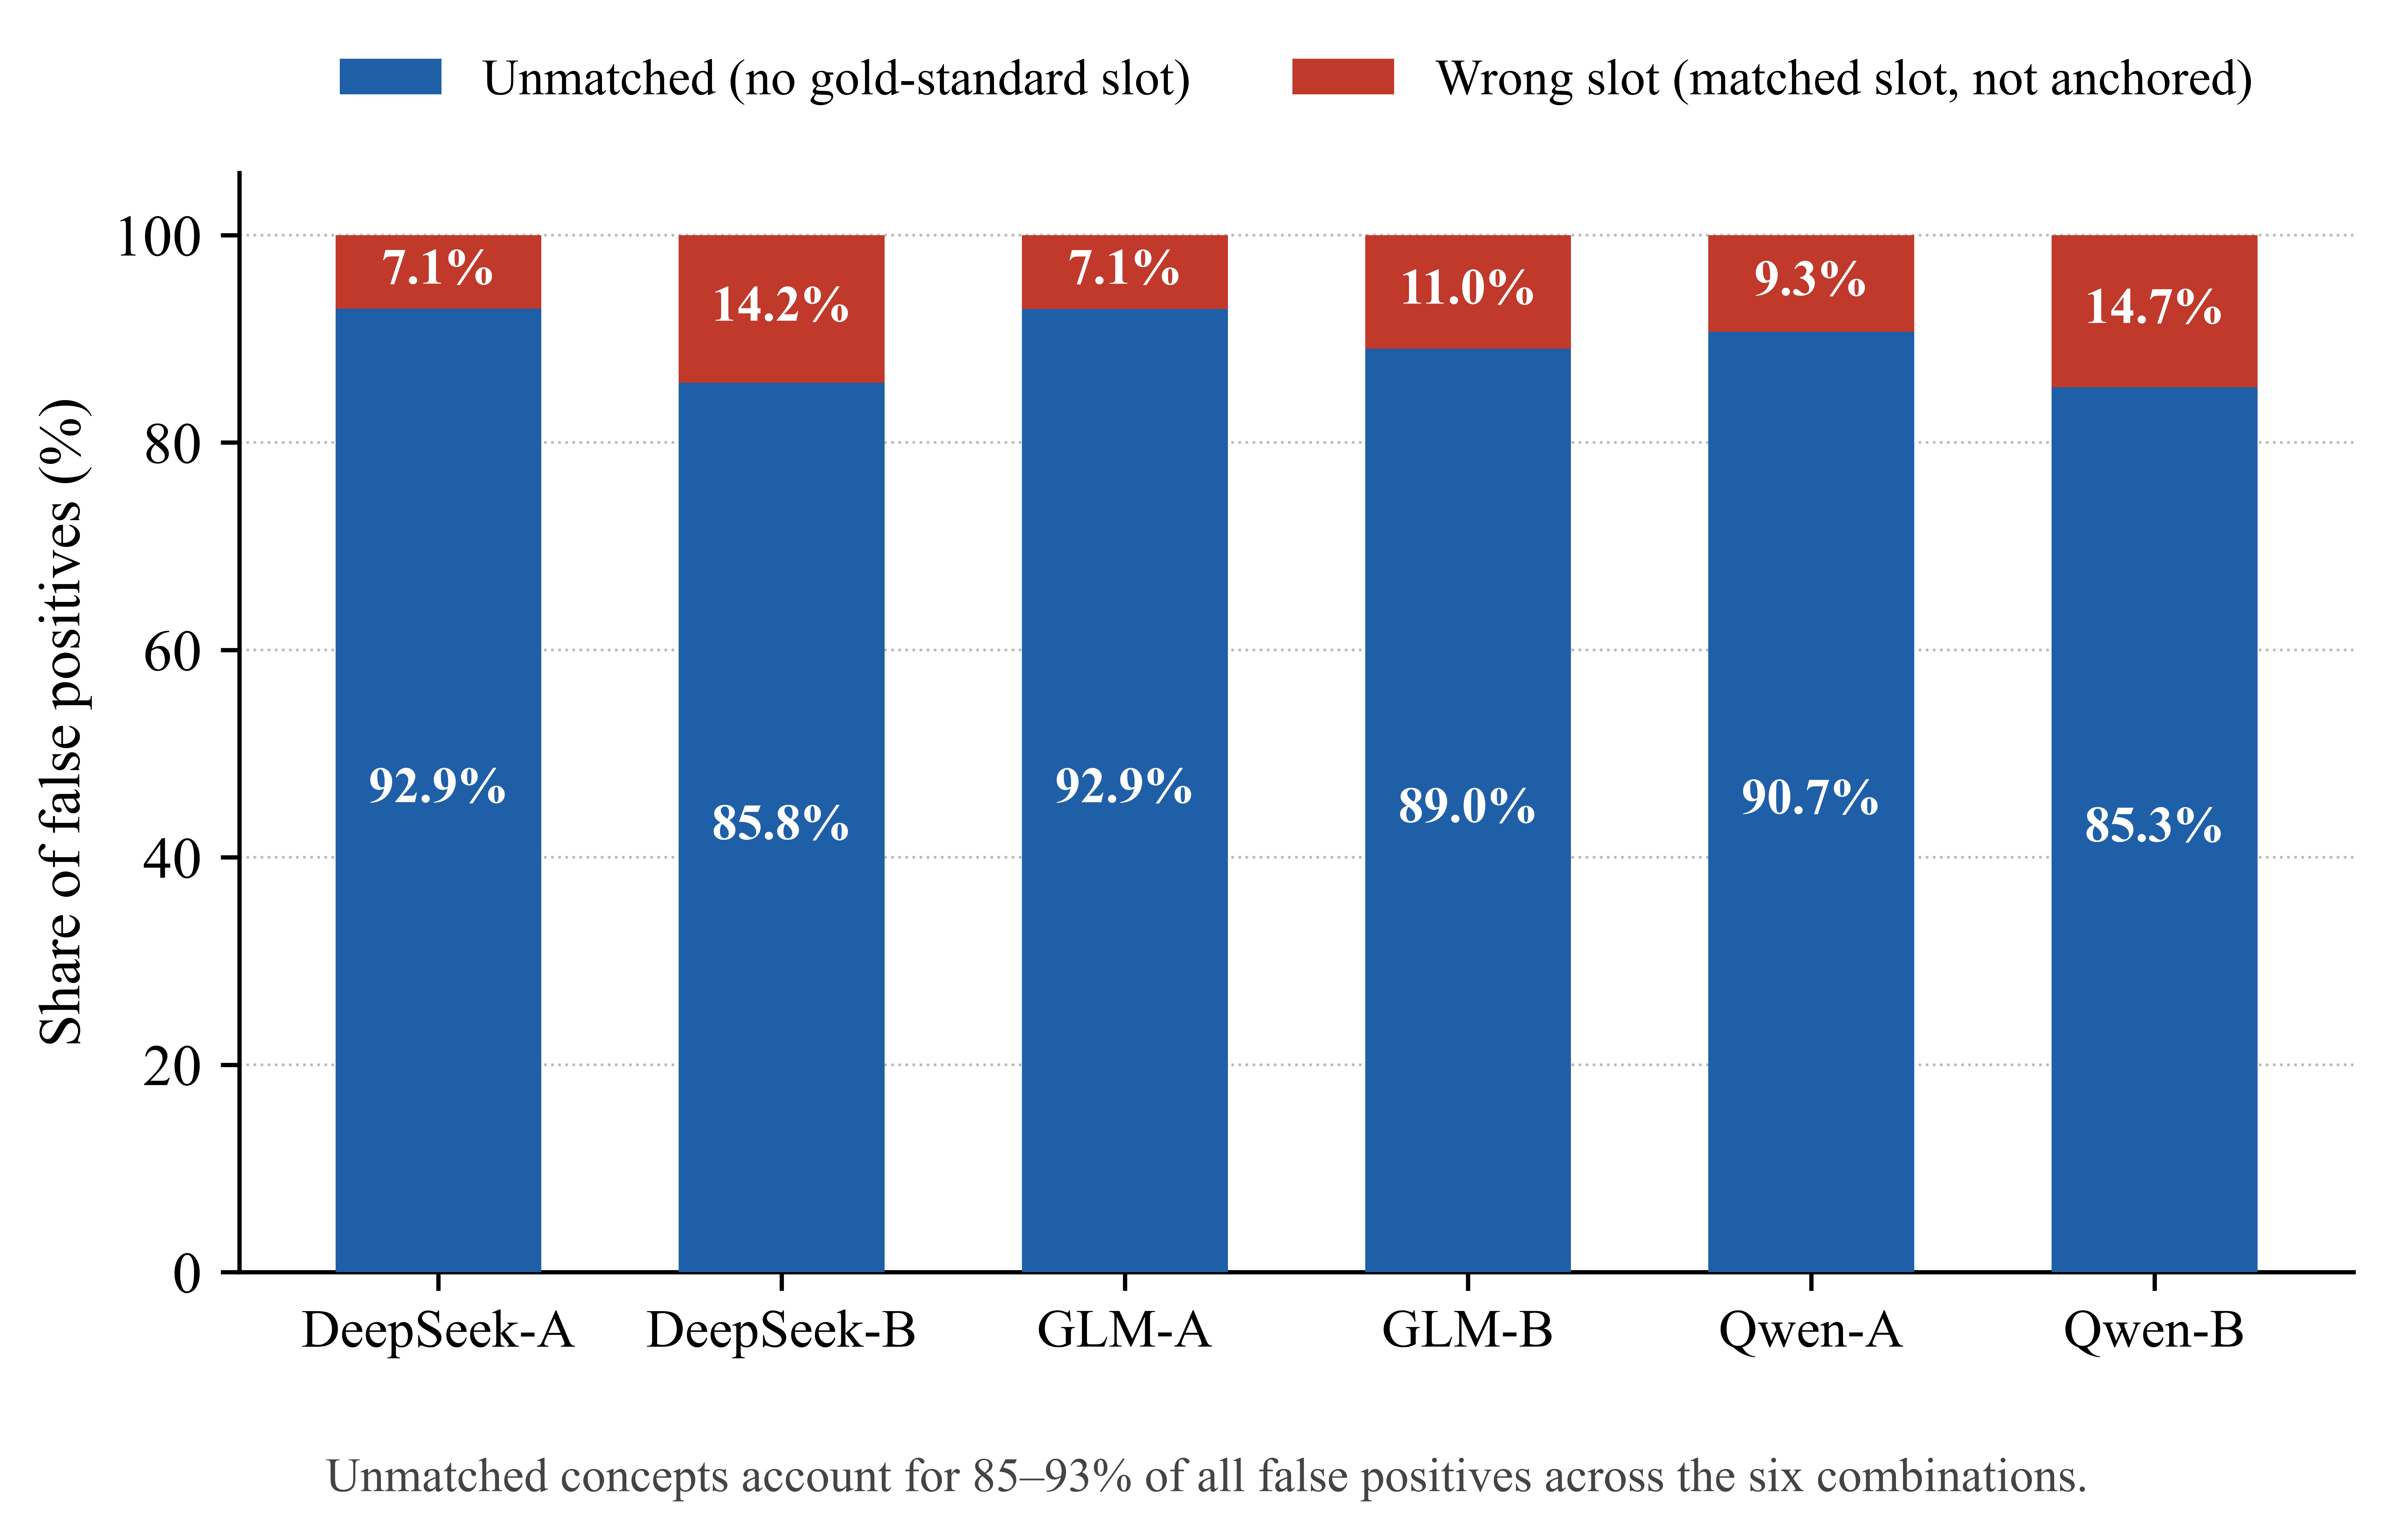 Unmatched (no gold-standard slot)
Wrong slot (matched slot, not anchored)
Share of false positives (%)
100
80
60
40
20
0
7.1%
14.2%
7.1%
11.0%
9.3%
14.7%
92.9%
85.8%
92.9%
89.0%
90.7%
85.3%
DeepSeek-A
DeepSeek-B
GLM-A
GLM-B
Qwen-A
Qwen-B
Unmatched concepts account for 85–93% of all false positives across the six combinations.